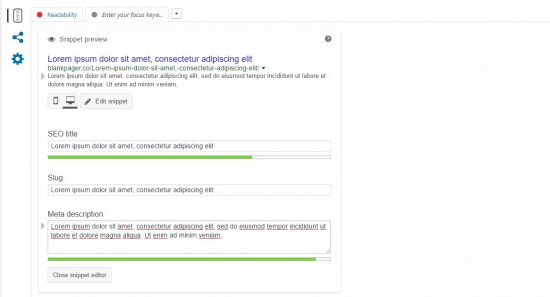 Readability
Enter your focus keyw...
+
Snippet preview
?
Lorem ipsum dolor sit amet, consectetur adipiscing elit
blankpager.co/Lorem-ipsum-dolor-sit-amet,-consectetur-adipiscing-elit/
Lorem ipsum dolor sit amet, consectetur adipiscing elit, sed do eiusmod tempor incididunt ut labore et
dolore magna aliqua. Ut enim ad minim veniam,
Edit snippet
SEO title
Lorem ipsum dolor sit amet, consectetur adipiscing elit
Slug
Lorem ipsum dolor sit amet, consectetur adipiscing elit
Meta description
Lorem ipsum dolor sit amet, consectetur adipiscing elit, sed do eiusmod tempor incididunt ut
labore et dolore magna aliqua. Ut enim ad minim veniam,
Close snippet editor